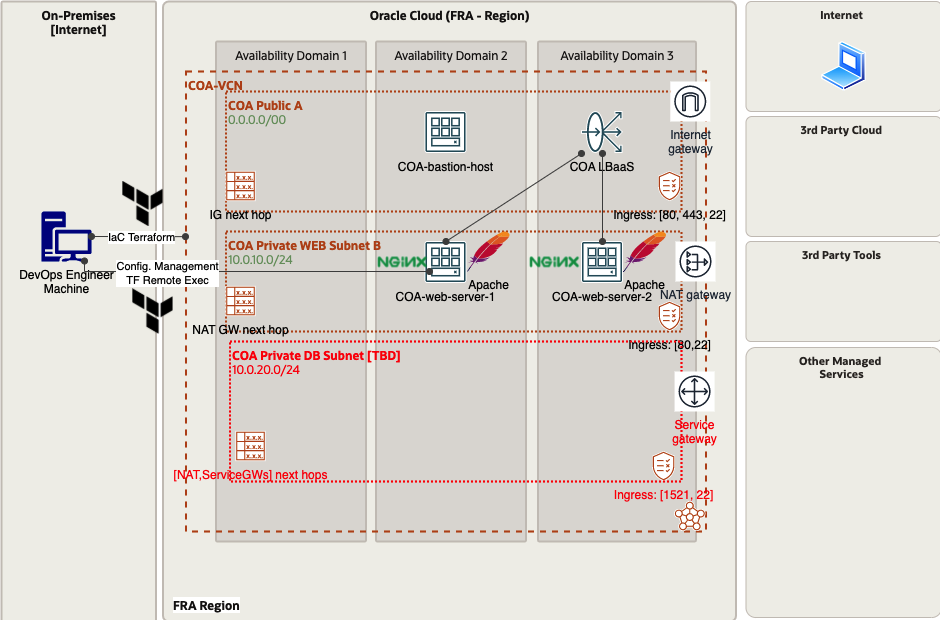 On-Premises
[Internet]
Oracle Cloud (FRA - Region)
Internet
Availability Domain 1
Availability Domain 2
Availability Domain 3
COA-VCN
COA Public A
0.0.0.0/00
COA-bastion-host
COA LBaaS
Internet
gateway
IG next hop
Ingress: [80, 443, 22]
3rd Party Cloud
IaC Terraform
DevOps Engineer
Machine
Config. Management
TF Remote Exec
COA Private WEB Subnet B
10.0.10.0/24
NGINX
Apache
COA-web-server-1
NGINX
Apache
COA-web-server-2
NAT gateway
NAT GW next hop
Ingress: [80,22]
3rd Party Tools
COA Private DB Subnet [TBD]
10.0.20.0/24
Service
gateway
x.x.x.
x.x.x.
x.x.x.
[NAT,ServiceGWs] next hops
Ingress: [1521, 22]
Other Managed
Services
FRA Region